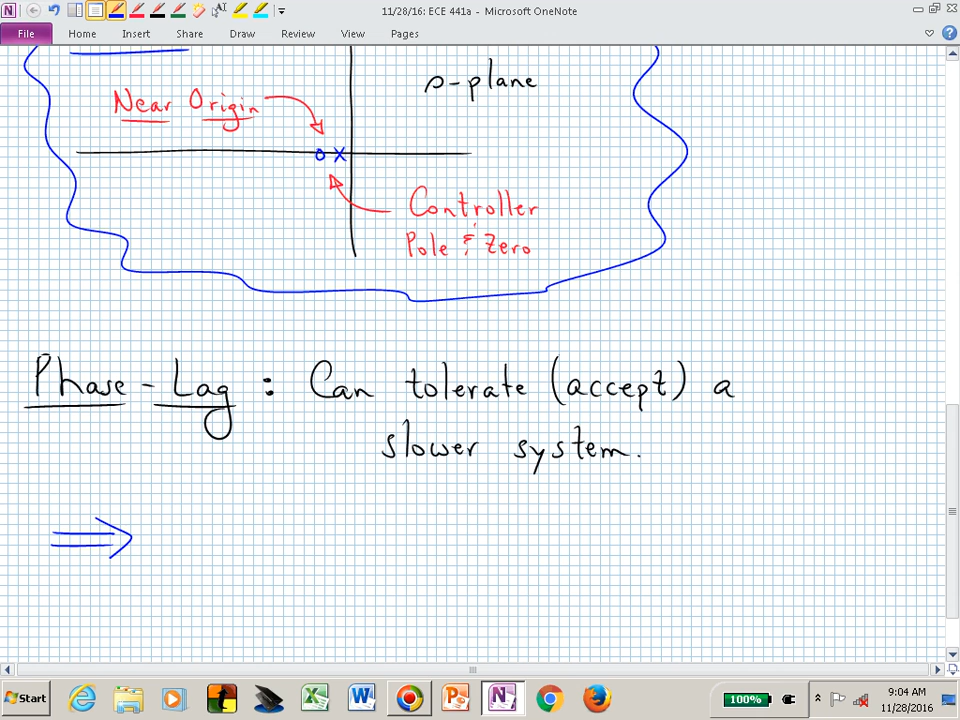 11/28/16: ECE 441a - Microsoft OneNote
File Home Insert Share Draw Review View Pages
s-plane
Near Origin
o x
Controller
Pole & Zero
Phase-Lag : Can tolerate (accept) a
slower system.
⇒
Start
100%
9:04 AM
11/28/2016